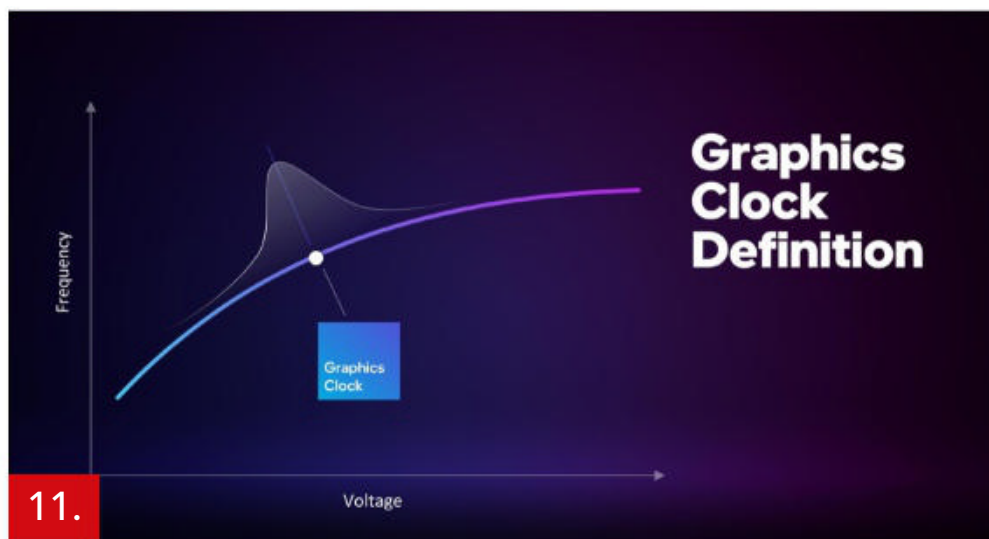 Graphics
Clock
Definition
Frequency
Graphics
Clock
Voltage
11.